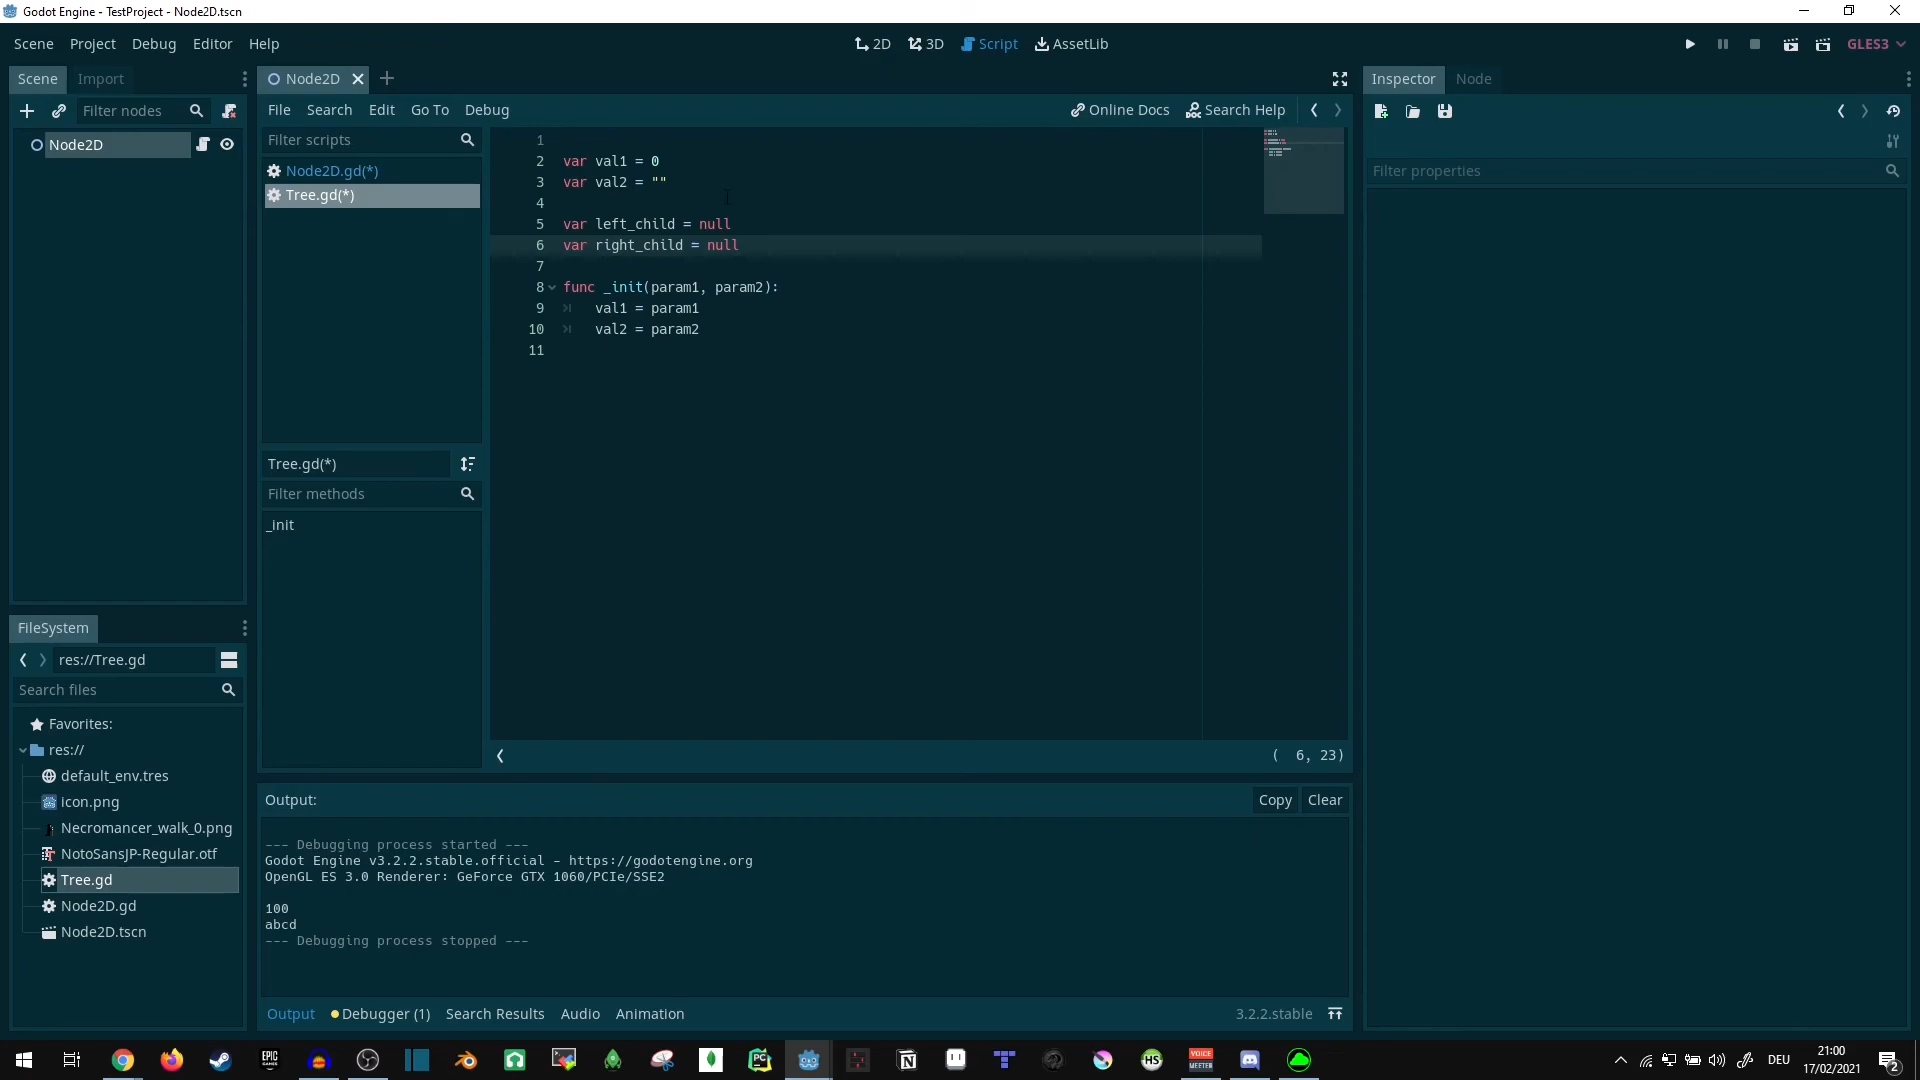 Godot Engine - TestProject - Node2D.tscn
Scene Project Debug Editor Help
2D 3D Script AssetLib
GLES3
Scene Import
Filter nodes
Node2D
Node2D
File Search Edit Go To Debug
Online Docs Search Help
Filter scripts
Node2D.gd(*)
Tree.gd(*)
Tree.gd(*)
Filter methods
_init
1
2 var val1 = 0
3 var val2 = ""
4
5 var left_child = null
6 var right_child = null
7
8 func _init(param1, param2):
9 val1 = param1
10 val2 = param2
11
( 6, 23)
Inspector Node
Filter properties
FileSystem
res://Tree.gd
Search files
Favorites:
res://
default_env.tres
icon.png
Necromancer_walk_0.png
NotoSansJP-Regular.otf
Tree.gd
Node2D.gd
Node2D.tscn
Output:
Copy Clear
--- Debugging process started ---
Godot Engine v3.2.2.stable.official - https://godotengine.org
OpenGL ES 3.0 Renderer: GeForce GTX 1060/PCIe/SSE2
100
abcd
--- Debugging process stopped ---
Output Debugger (1) Search Results Audio Animation
3.2.2.stable
EPIC GAMES
PC
N
HS
VOICE MEETER
DEU
21:00
17/02/2021
2